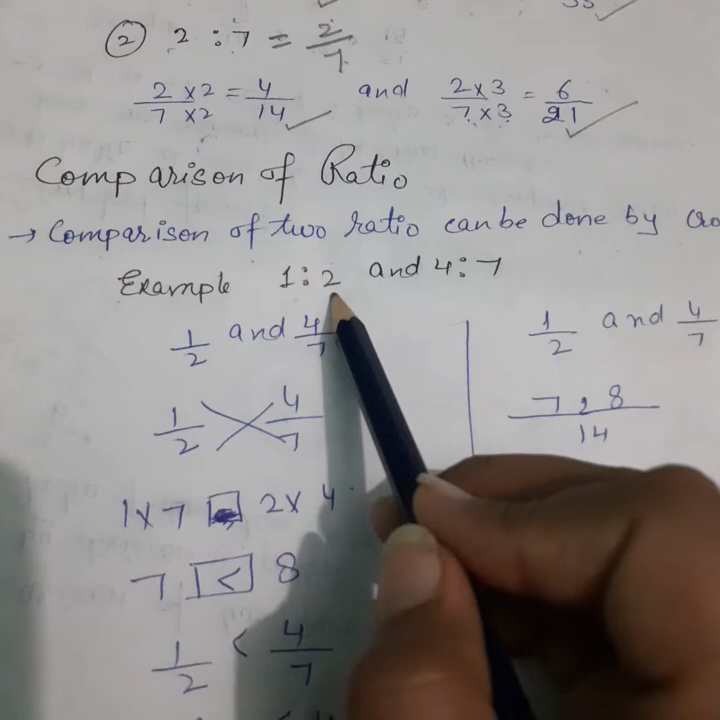 ② 2 : 7 = 2/7
2/7 ×2/×2 = 4/14 and 2×3/7×3 = 6/21
Comparison of Ratio
→ Comparison of two ratio can be done by
Example 1:2 and 4:7
1/2 and 4/7
1/2 4/7
1×7 2×4
7 < 8
1/2 < 4/7
1/2 and 4/7
7, 8/14